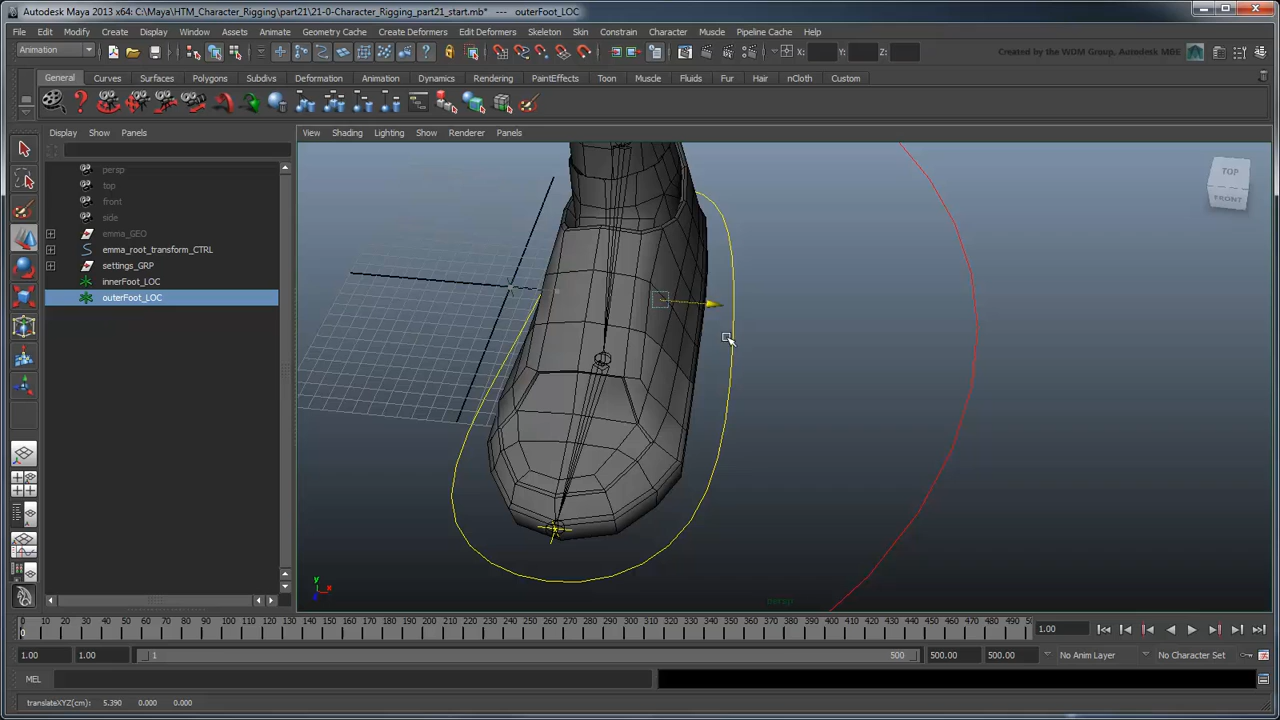 Autodesk Maya 2013 x64: C:\Maya\HTM_Character_Rigging\part21\21-0-Character_Rigging_part21_start.mb* --- outerFoot_LOC
File Edit Modify Create Display Window Assets Animate Geometry Cache Create Deformers Edit Deformers Skeleton Skin Constrain Character Muscle Pipeline Cache Help
Animation X: Y: Z: Created by the WDM Group, Autodesk MBE
General Curves Surfaces Polygons Subdivs Deformation Animation Dynamics Rendering PaintEffects Toon Muscle Fluids Fur Hair nCloth Custom
Display Show Panels View Shading Lighting Show Renderer Panels
persp
top
front
side
emma_GEO
emma_root_transform_CTRL
settings_GRP
innerFoot_LOC
outerFoot_LOC
TOP
FRONT
y
x
persp
0 10 20 30 40 50 60 70 80 90 100 110 120 130 140 150 160 170 180 190 200 210 220 230 240 250 260 270 280 290 300 310 320 330 340 350 360 370 380 390 400 410 420 430 440 450 460 470 480 490 50
0 1.00
1.00 1.00 1 500 500.00 500.00 No Anim Layer No Character Set
MEL
translateXYZ(cm): 5.390 0.000 0.000